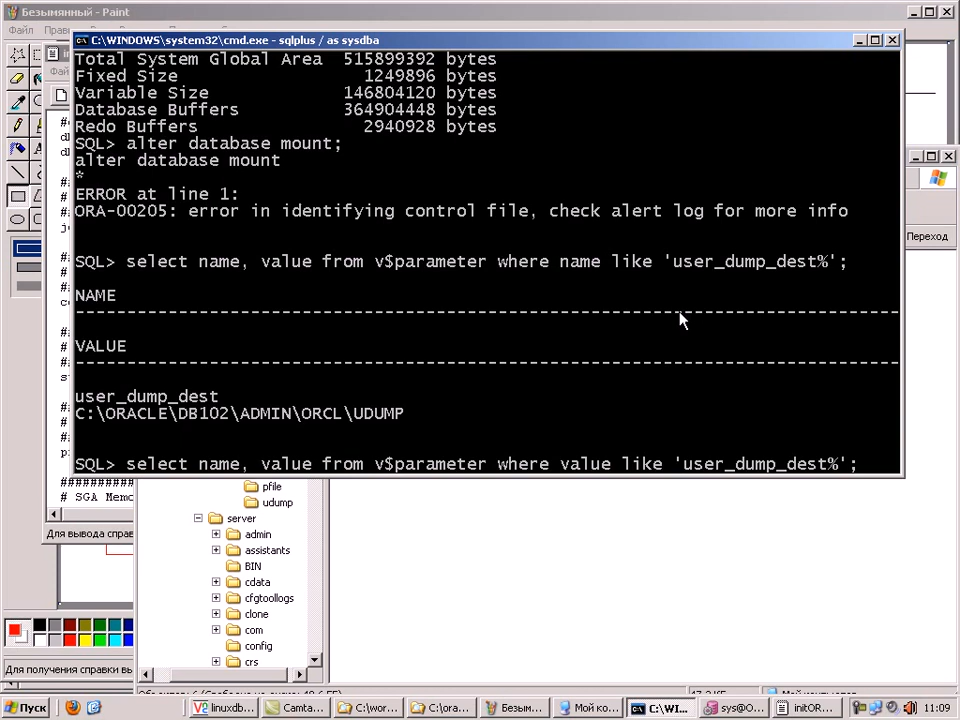 Безымянный - Paint
Файл
C:\WINDOWS\system32\cmd.exe - sqlplus / as sysdba
Total System Global Area  515899392 bytes
Fixed Size                  1249896 bytes
Variable Size             146804120 bytes
Database Buffers          364904448 bytes
Redo Buffers                2940928 bytes
SQL> alter database mount;
alter database mount
*
ERROR at line 1:
ORA-00205: error in identifying control file, check alert log for more info
SQL> select name, value from v$parameter where name like 'user_dump_dest%';
NAME
--------------------------------------------------------------------------------
VALUE
--------------------------------------------------------------------------------
user_dump_dest
C:\ORACLE\DB102\ADMIN\ORCL\UDUMP
SQL> select name, value from v$parameter where value like 'user_dump_dest%';
Переход
pfile
udump
# SGA Memo
server
Для вывода справ
admin
assistants
BIN
cdata
cfgtoollogs
clone
com
config
crs
Для получения справки вы
Пуск
linuxdb...
Camta...
C:\wor...
C:\ora...
Безым...
Мой ко...
C:\WI...
sys@O...
initOR...
11:09